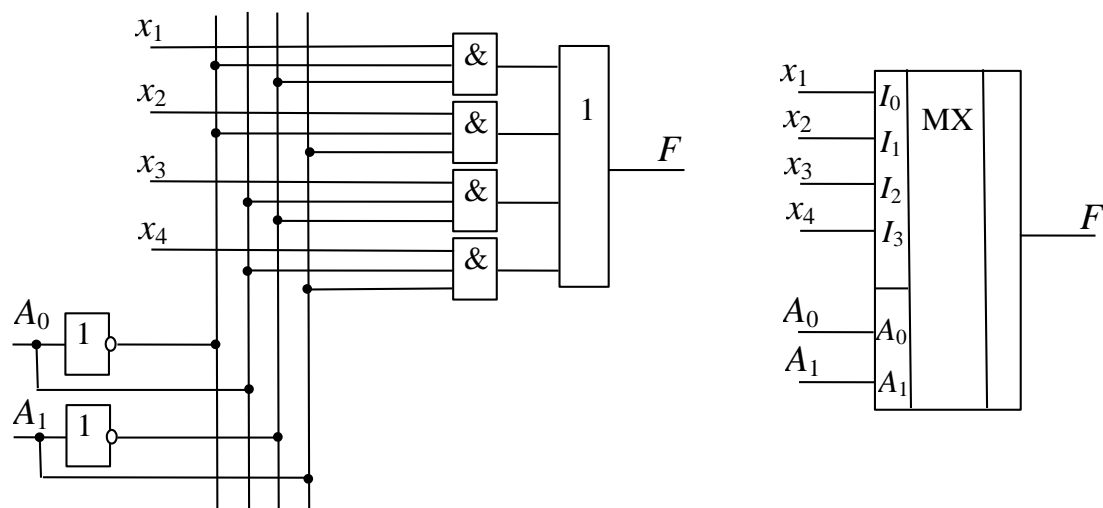 x₁
&
x₂
&
1
F
x₃
&
x₄
&
A₀
1
A₁
1
x₁
I₀
MX
x₂
I₁
x₃
I₂
x₄
I₃
F
A₀
A₀
A₁
A₁